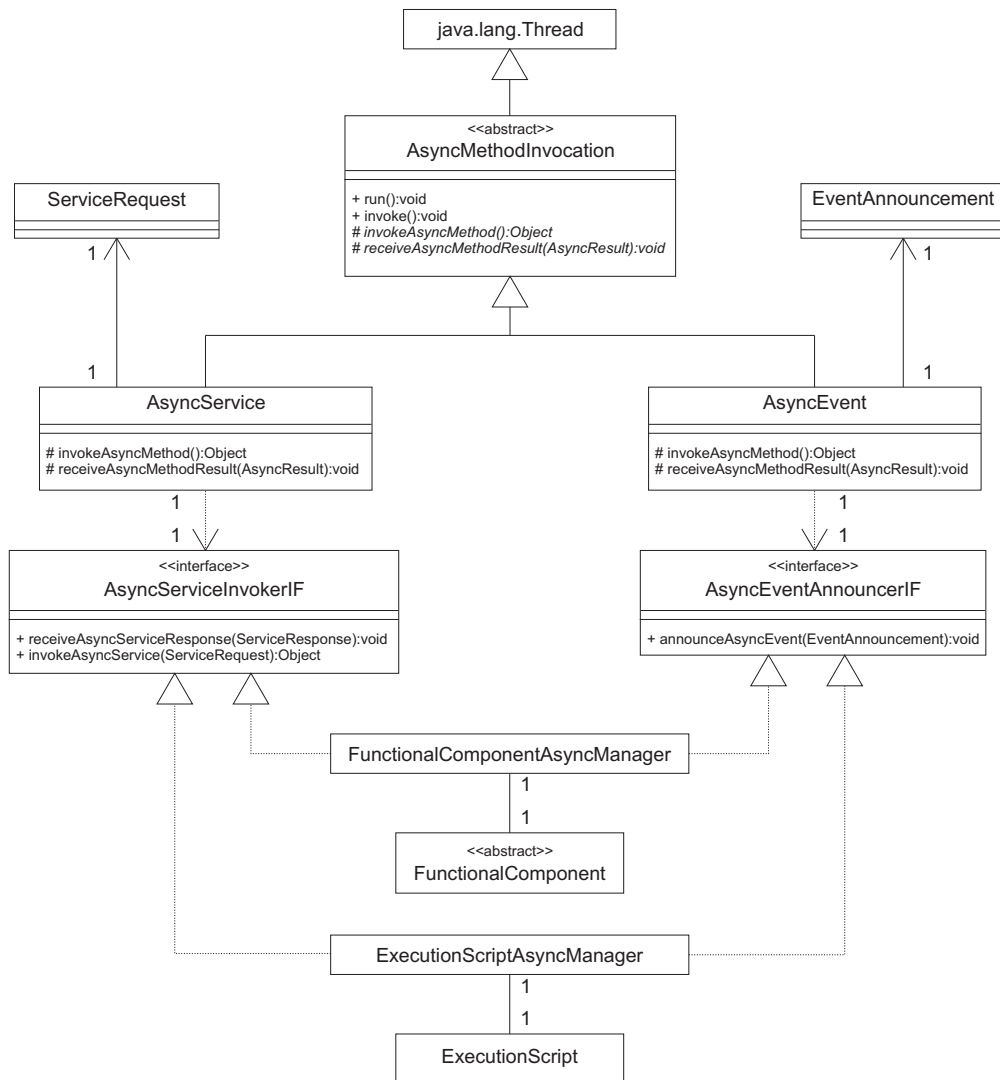 java.lang.Thread
<<abstract>>
AsyncMethodInvocation
+ run():void
+ invoke():void
# invokeAsyncMethod():Object
# receiveAsyncMethodResult(AsyncResult):void
ServiceRequest
1
1
EventAnnouncement
1
1
AsyncService
# invokeAsyncMethod():Object
# receiveAsyncMethodResult(AsyncResult):void
1
1
AsyncEvent
# invokeAsyncMethod():Object
# receiveAsyncMethodResult(AsyncResult):void
1
1
<<interface>>
AsyncServiceInvokerIF
+ receiveAsyncServiceResponse(ServiceResponse):void
+ invokeAsyncService(ServiceRequest):Object
<<interface>>
AsyncEventAnnouncerIF
+ announceAsyncEvent(EventAnnouncement):void
FunctionalComponentAsyncManager
1
1
<<abstract>>
FunctionalComponent
ExecutionScriptAsyncManager
1
1
ExecutionScript